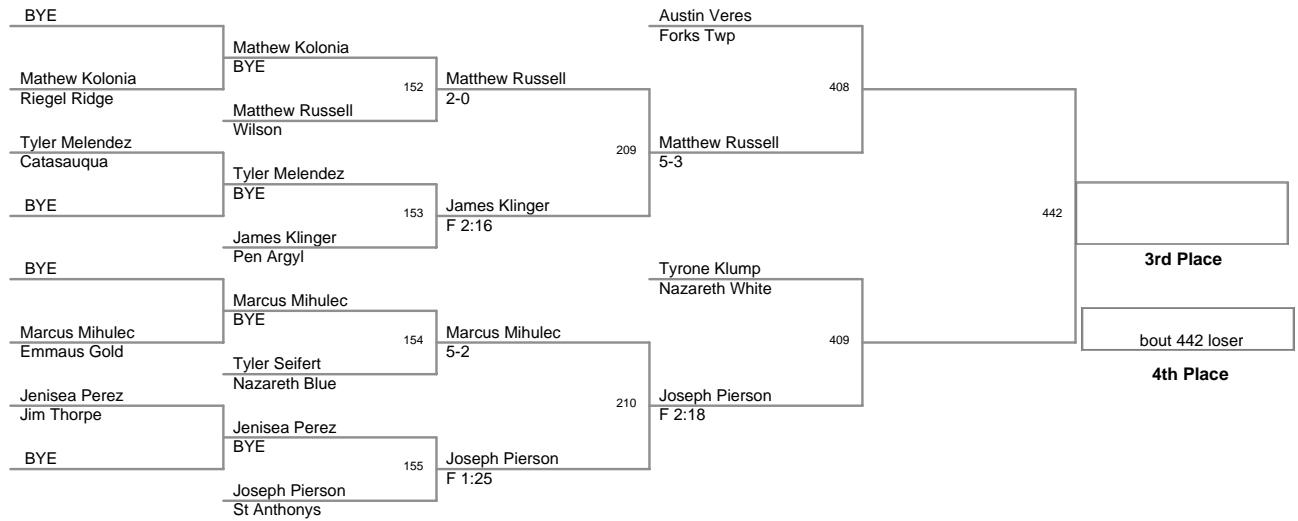 BYE
Mathew Kolonia
Riegel Ridge
Tyler Melendez
Catasauqua
BYE
BYE
Marcus Mihulec
Emmaus Gold
Jenisea Perez
Jim Thorpe
BYE
Mathew Kolonia
BYE
152
Matthew Russell
Wilson
Tyler Melendez
BYE
153
James Klinger
Pen Argyl
Marcus Mihulec
BYE
154
Tyler Seifert
Nazareth Blue
Jenisea Perez
BYE
155
Joseph Pierson
St Anthonys
Matthew Russell
2-0
209
James Klinger
F 2:16
Marcus Mihulec
5-2
210
Joseph Pierson
F 1:25
Austin Veres
Forks Twp
408
Matthew Russell
5-3
Tyrone Klump
Nazareth White
409
Joseph Pierson
F 2:18
442
3rd Place
bout 442 loser
4th Place